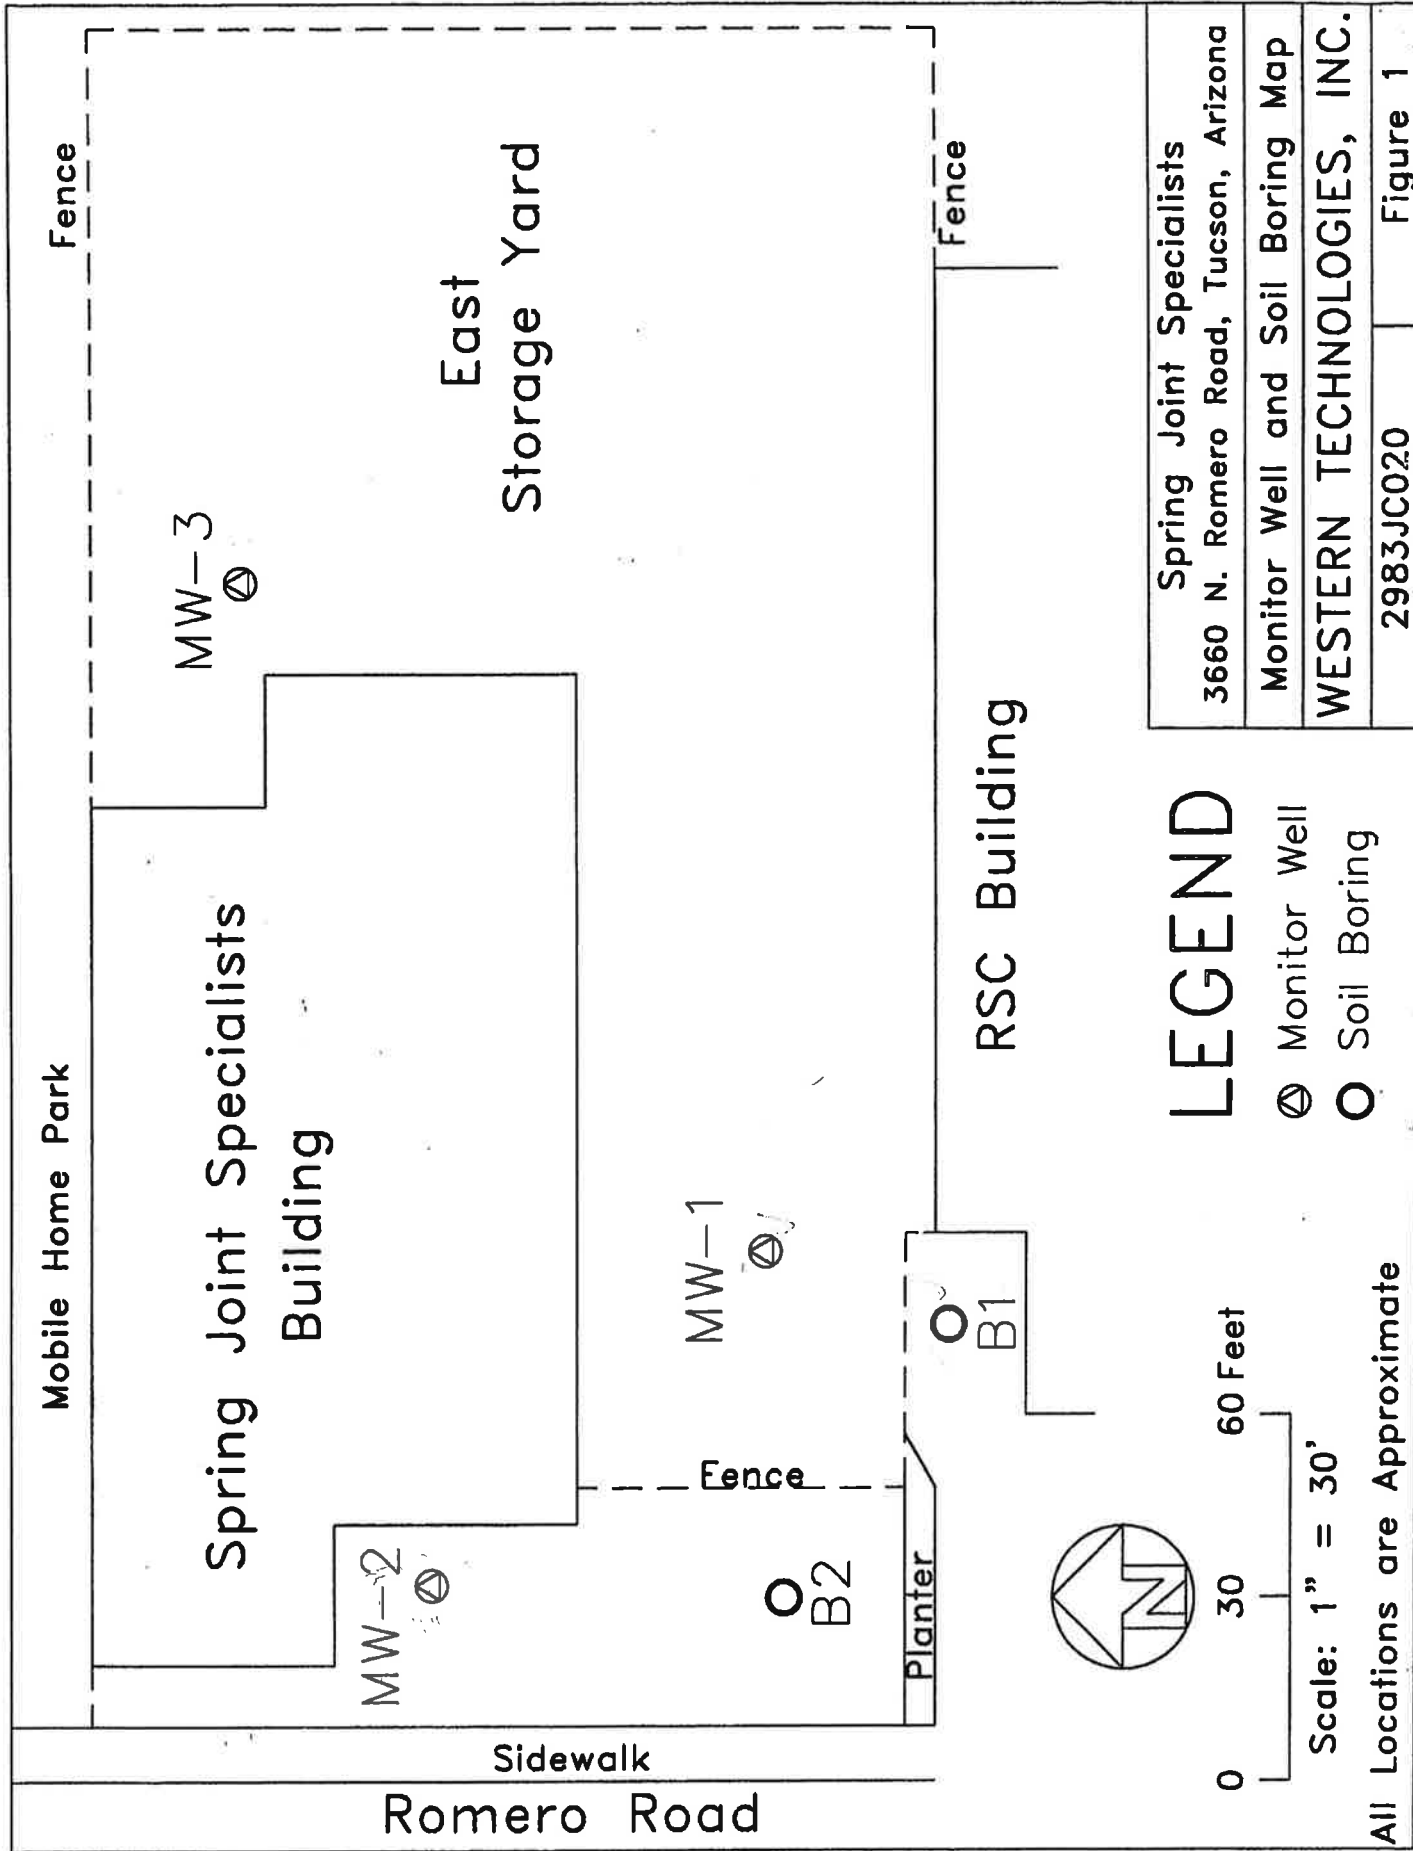 Mobile Home Park
Fence
Spring Joint Specialists
Building
MW-3
East
Storage Yard
MW-2
MW-1
Fence
B2
B1
Planter
Fence
RSC Building
Sidewalk
Romero Road
N
0 30 60 Feet
Scale: 1" = 30'
All Locations are Approximate
LEGEND
Monitor Well
Soil Boring
Spring Joint Specialists
3660 N. Romero Road, Tucson, Arizona
Monitor Well and Soil Boring Map
WESTERN TECHNOLOGIES, INC.
2983JC020
Figure 1